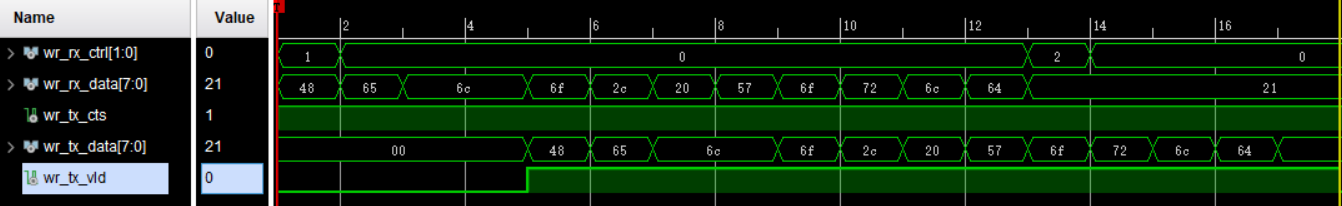 Name Value
2 4 6 8 10 12 14 16
wr_rx_ctrl[1:0] 0 1 0 2 0
wr_rx_data[7:0] 21 48 65 6c 6f 2c 20 57 6f 72 6c 64 21
wr_tx_cts 1
wr_tx_data[7:0] 21 00 48 65 6c 6f 2c 20 57 6f 72 6c 64
wr_tx_vld 0